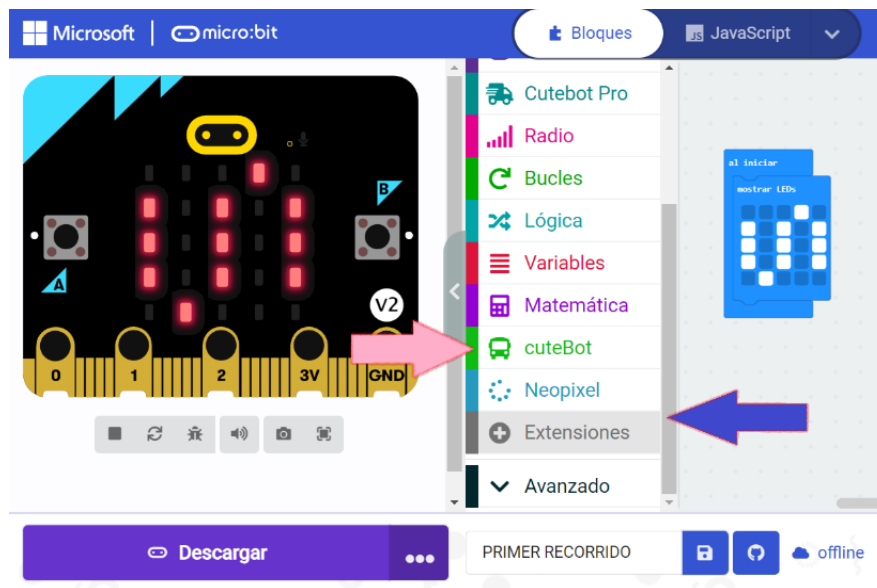 Microsoft | micro:bit
Bloques
JS JavaScript
Cutebot Pro
Radio
Bucles
Lógica
Variables
Matemática
cuteBot
Neopixel
Extensiones
Avanzado
B
A
V2
0 1 2 3V GND
al iniciar
mostrar LEDs
Descargar
PRIMER RECORRIDO
offline